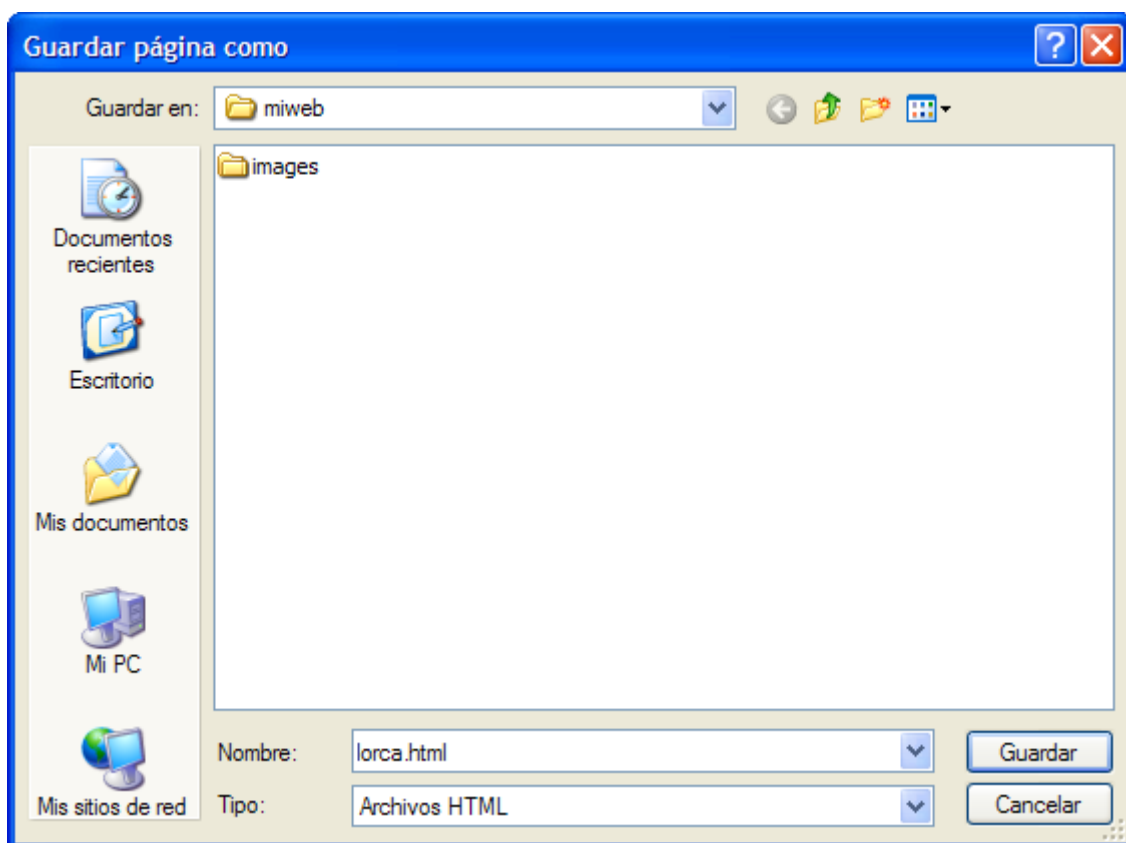 Guardar página como
Guardar en:
miweb
images
Documentos
recientes
Escritorio
Mis documentos
Mi PC
Mis sitios de red
Nombre:
lorca.html
Guardar
Tipo:
Archivos HTML
Cancelar